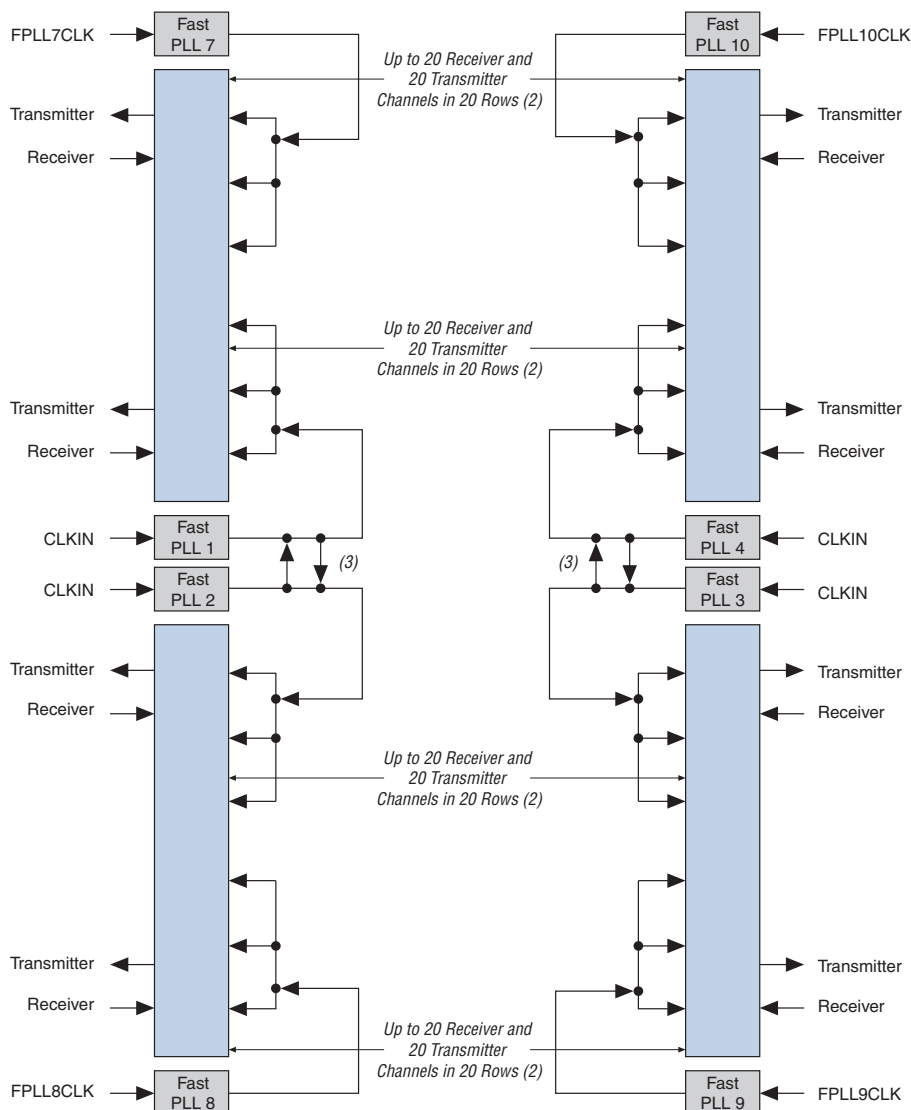 FPLL7CLK
Fast
PLL 7
Fast
PLL 10
FPLL10CLK
Up to 20 Receiver and
20 Transmitter
Channels in 20 Rows (2)
Transmitter
Receiver
Transmitter
Receiver
Up to 20 Receiver and
20 Transmitter
Channels in 20 Rows (2)
Transmitter
Receiver
Transmitter
Receiver
CLKIN
Fast
PLL 1
(3)
(3)
Fast
PLL 4
CLKIN
CLKIN
Fast
PLL 2
Fast
PLL 3
CLKIN
Transmitter
Receiver
Transmitter
Receiver
Up to 20 Receiver and
20 Transmitter
Channels in 20 Rows (2)
Transmitter
Receiver
Transmitter
Receiver
Up to 20 Receiver and
20 Transmitter
Channels in 20 Rows (2)
FPLL8CLK
Fast
PLL 8
Fast
PLL 9
FPLL9CLK